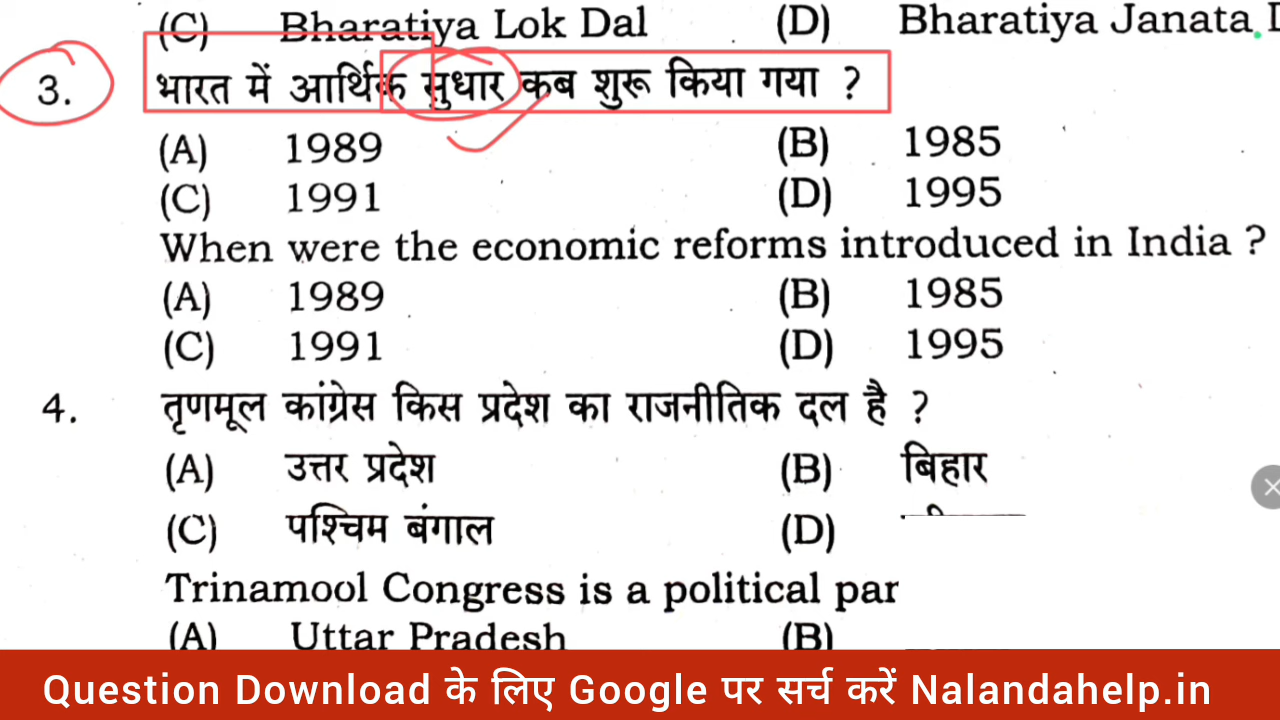 (C) Bharatiya Lok Dal (D) Bharatiya Janata
3. भारत में आर्थिक सुधार कब शुरू किया गया ?
(A) 1989 (B) 1985
(C) 1991 (D) 1995
When were the economic reforms introduced in India ?
(A) 1989 (B) 1985
(C) 1991 (D) 1995
4. तृणमूल कांग्रेस किस प्रदेश का राजनीतिक दल है ?
(A) उत्तर प्रदेश (B) बिहार
(C) पश्चिम बंगाल (D)
Trinamool Congress is a political par
(A) Uttar Pradesh (B)
Question Download के लिए Google पर सर्च करें Nalandahelp.in